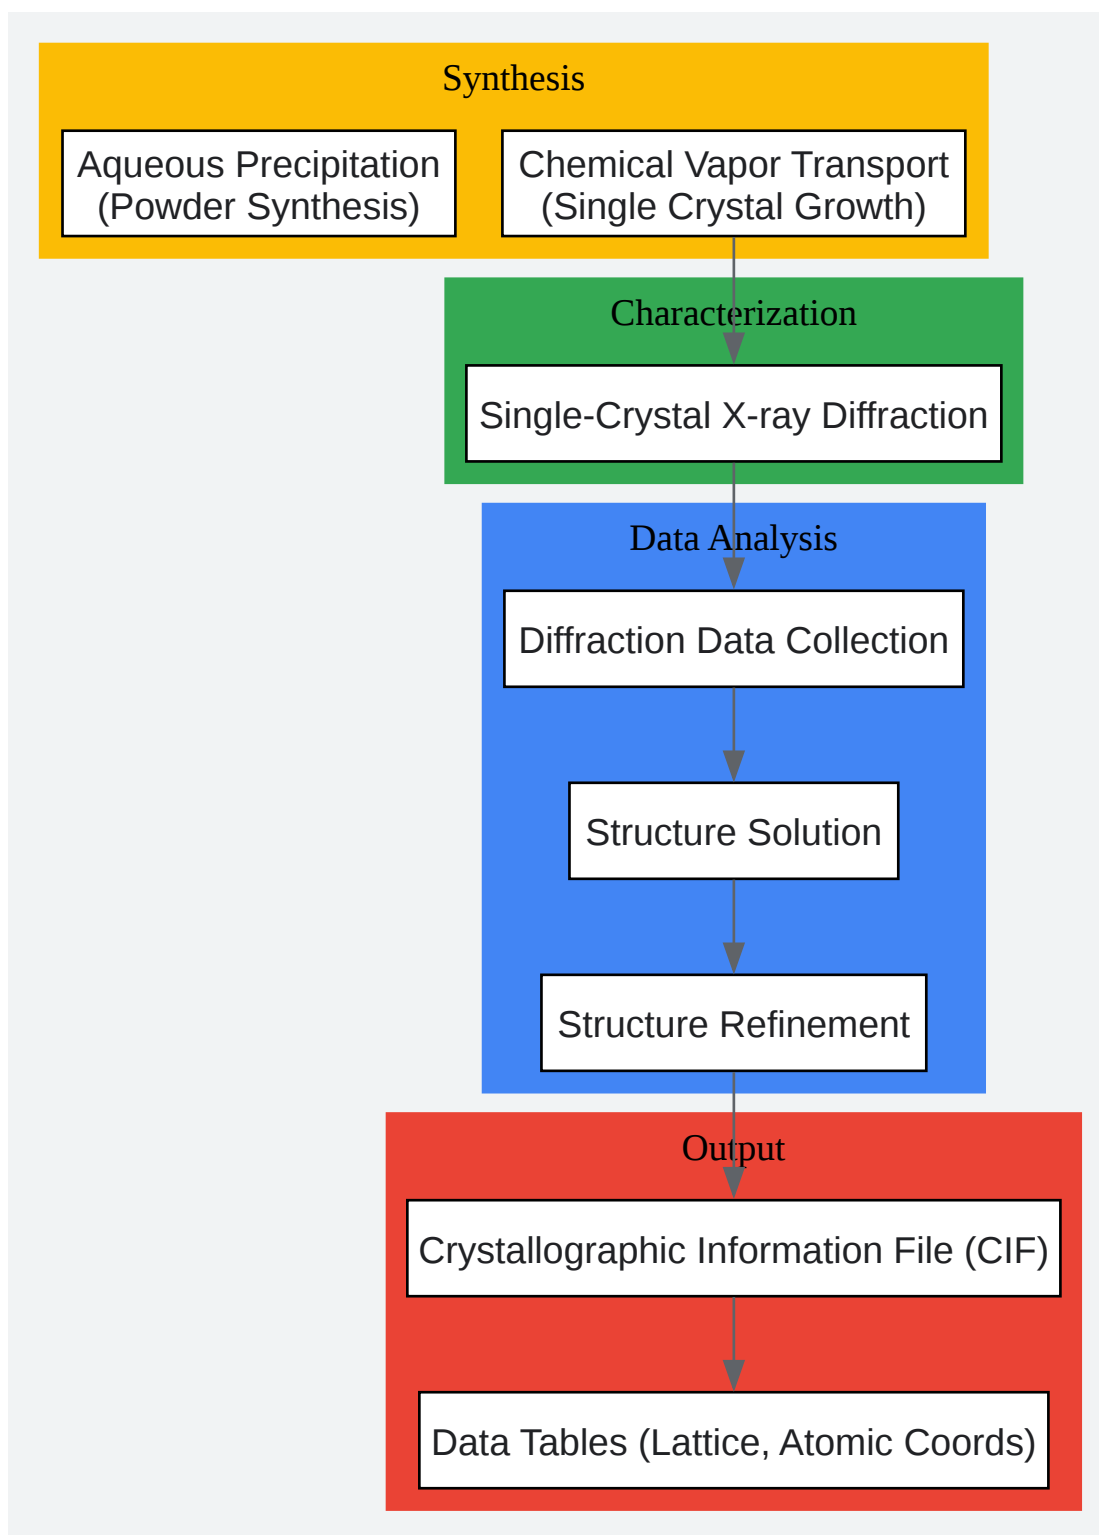 Synthesis
Aqueous Precipitation
(Powder Synthesis)
Chemical Vapor Transport
(Single Crystal Growth)
Characterization
Single-Crystal X-ray Diffraction
Data Analysis
Diffraction Data Collection
Structure Solution
Structure Refinement
Output
Crystallographic Information File (CIF)
Data Tables (Lattice, Atomic Coords)